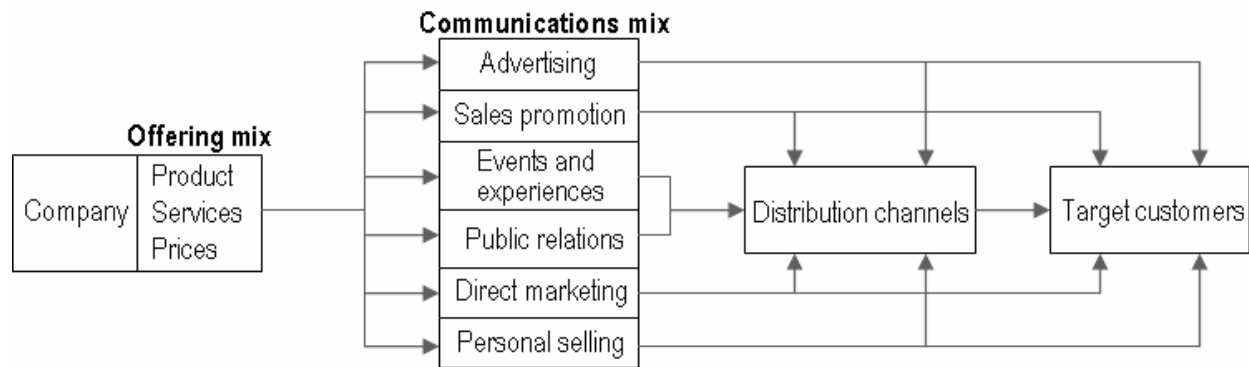 Communications mix
Advertising
Sales promotion
Offering mix
Events and
experiences
Company
Product
Services
Prices
Public relations
Direct marketing
Personal selling
Distribution channels
Target customers